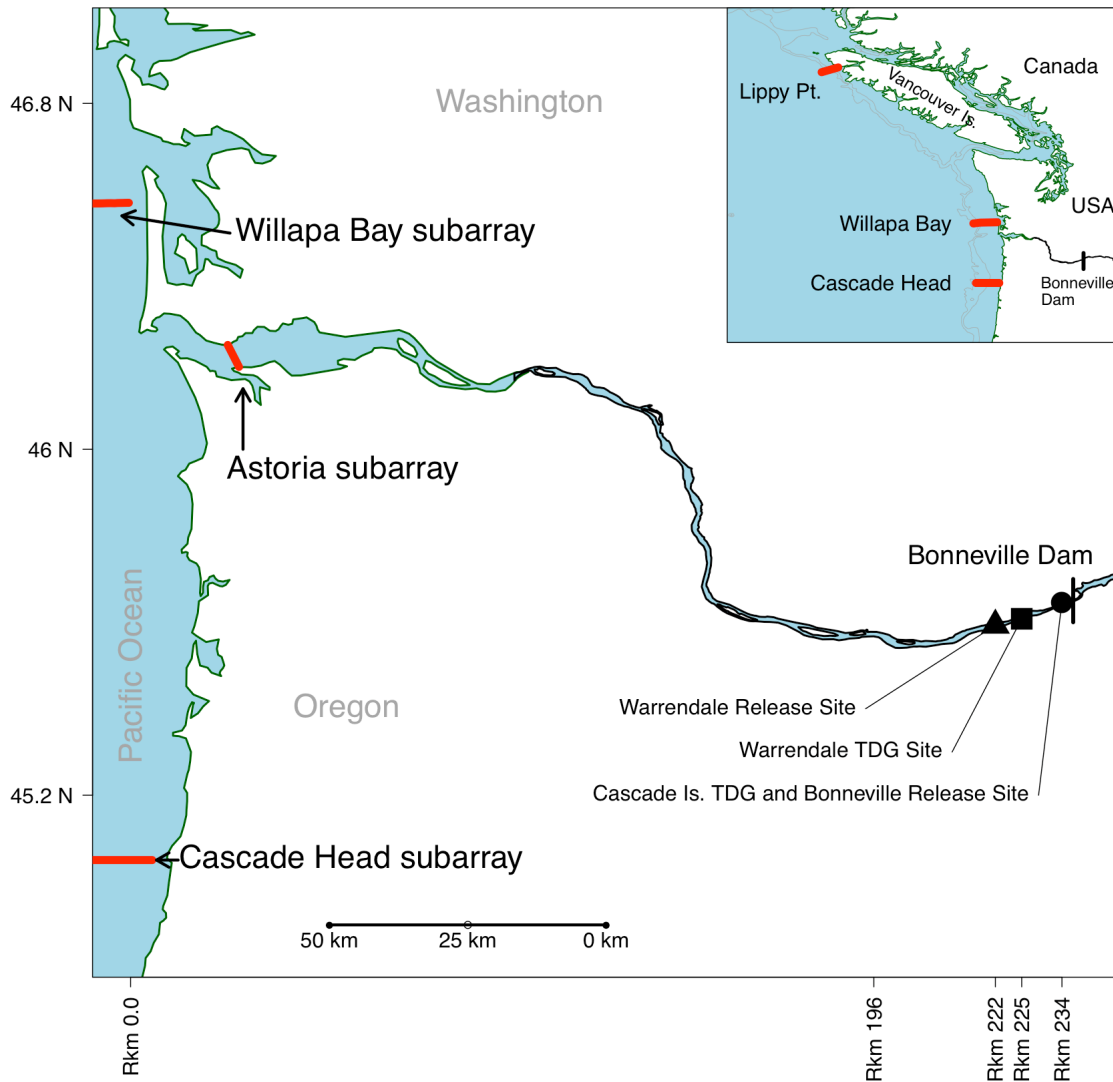 46.8 N
46 N
45.2 N
Washington
Willapa Bay subarray
Astoria subarray
Pacific Ocean
Oregon
Cascade Head subarray
Bonneville Dam
Warrendale Release Site
Warrendale TDG Site
Cascade Is. TDG and Bonneville Release Site
50 km
25 km
0 km
Rkm 0.0
Rkm 196
Rkm 222
Rkm 225
Rkm 234
Canada
Lippy Pt.
Vancouver Is.
USA
Willapa Bay
Cascade Head
Bonneville
Dam